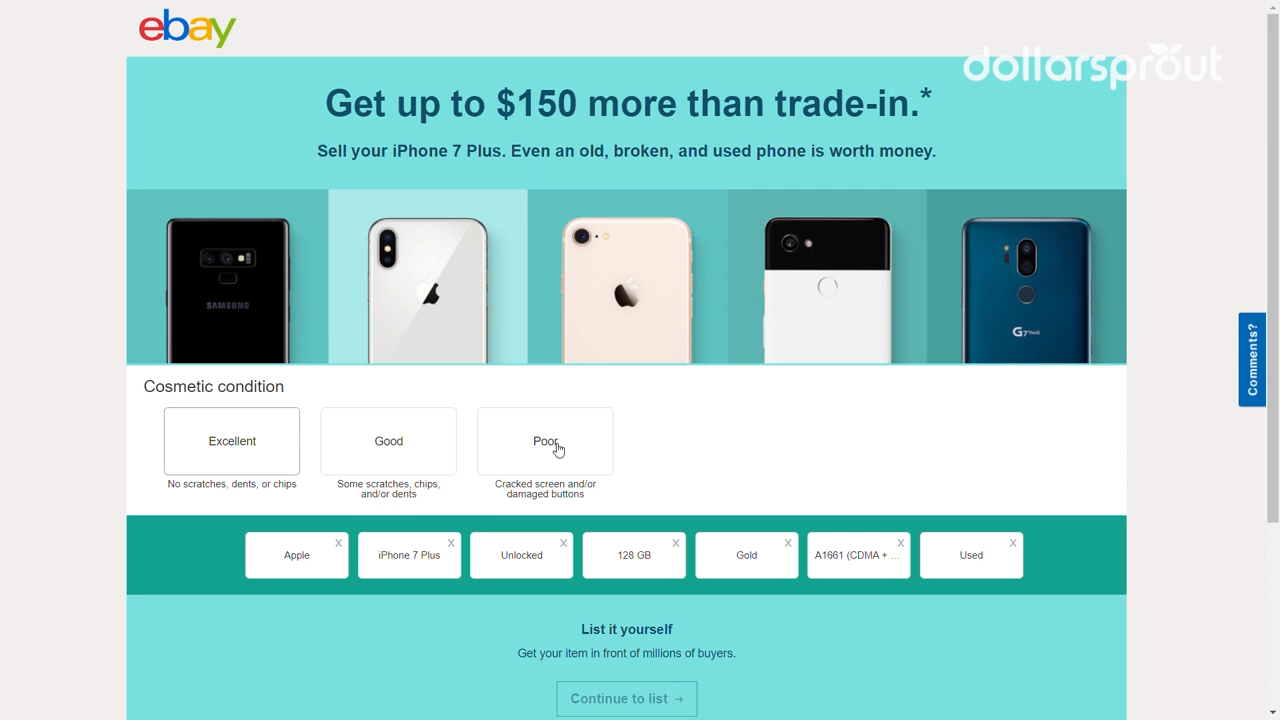 ebay
dollarsprout
Get up to $150 more than trade-in.*
Sell your iPhone 7 Plus. Even an old, broken, and used phone is worth money.
SAMSUNG
G7 ThinQ
Comments?
Cosmetic condition
Excellent
Good
Poor
No scratches, dents, or chips
Some scratches, chips,
and/or dents
Cracked screen and/or
damaged buttons
Apple X
iPhone 7 Plus X
Unlocked X
128 GB X
Gold X
A1661 (CDMA + ... X
Used X
List it yourself
Get your item in front of millions of buyers.
Continue to list →